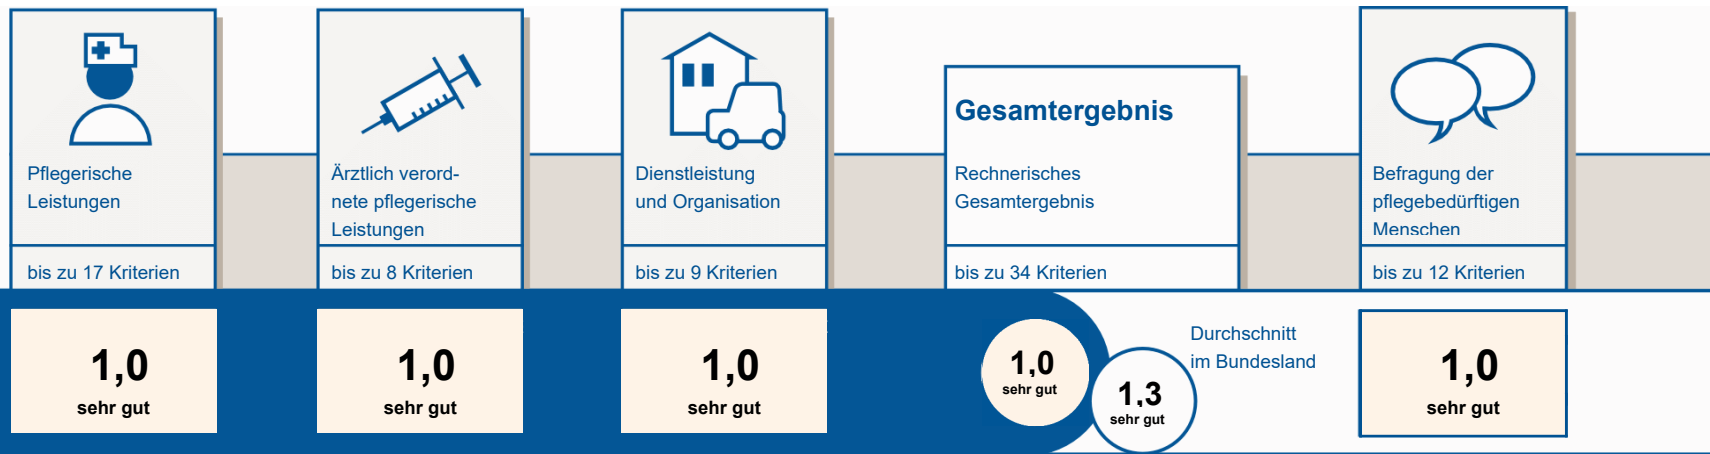 Pflegerische
Leistungen
bis zu 17 Kriterien
1,0
sehr gut
Ärztlich verord-
nete pflegerische
Leistungen
bis zu 8 Kriterien
1,0
sehr gut
Dienstleistung
und Organisation
bis zu 9 Kriterien
1,0
sehr gut
Gesamtergebnis
Rechnerisches
Gesamtergebnis
bis zu 34 Kriterien
1,0
sehr gut
1,3
sehr gut
Durchschnitt
im Bundesland
Befragung der
pflegebedürftigen
Menschen
bis zu 12 Kriterien
1,0
sehr gut